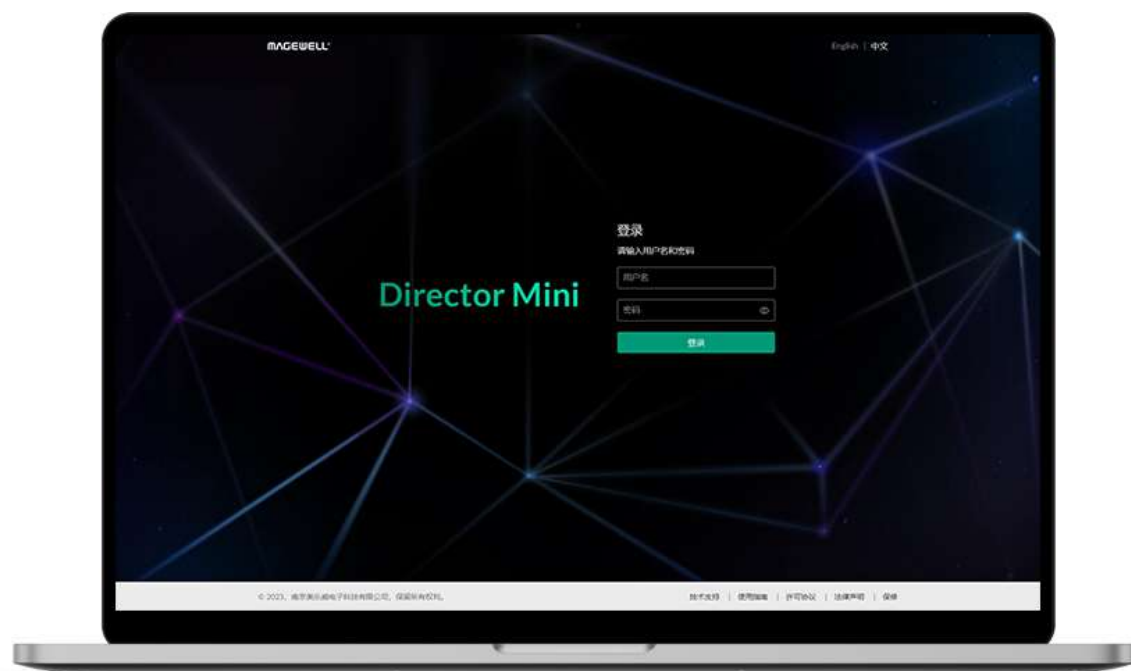 MAGEWELL
English | 中文
登录
请输入用户名和密码
Director Mini
用户名
密码
登录
© 2023, 南京美乐威电子科技有限公司, 保留所有权利。
技术支持 | 使用指南 | 许可协议 | 法律声明 | 保修